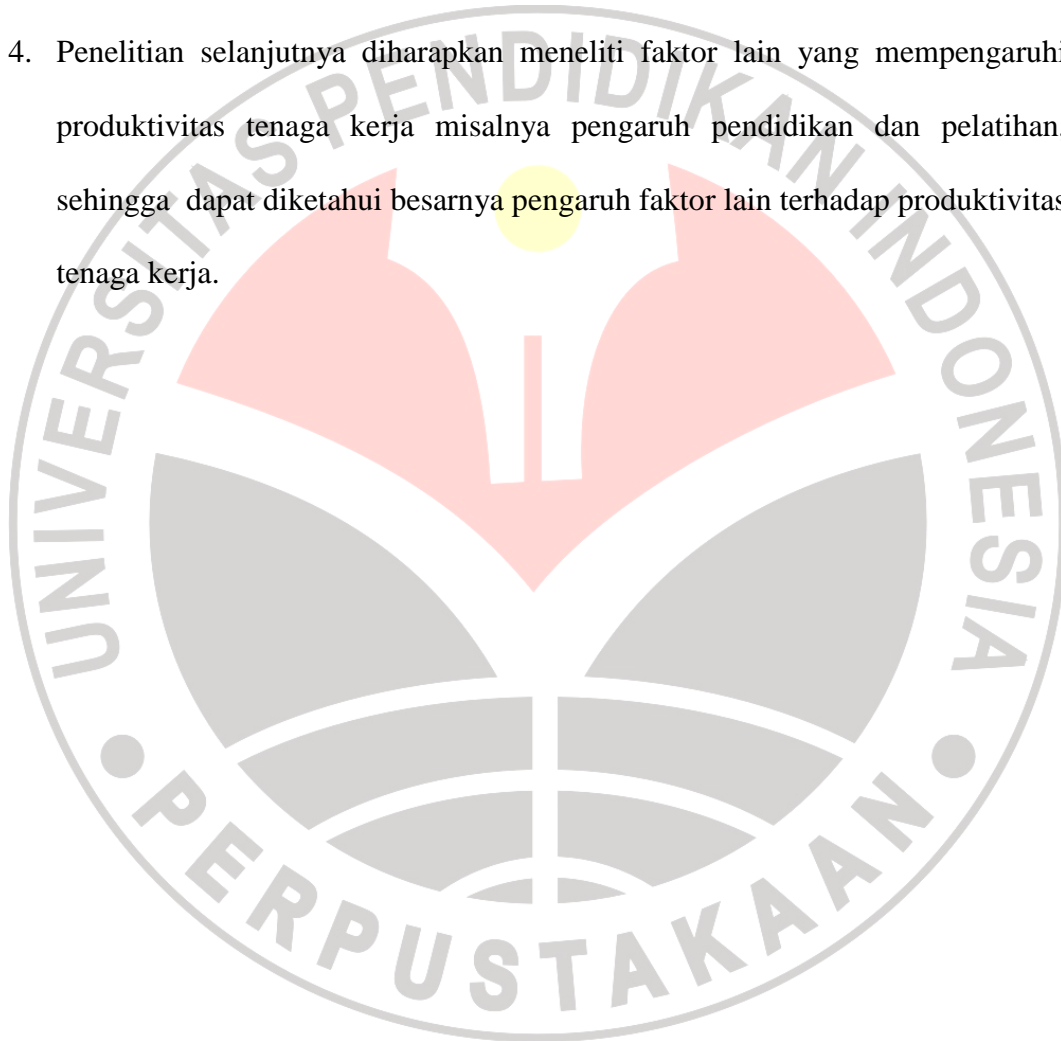 4. Penelitian selanjutnya diharapkan meneliti faktor lain yang mempengaruhi
produktivitas tenaga kerja misalnya pengaruh pendidikan dan pelatihan.
sehingga dapat diketahui besarnya pengaruh faktor lain terhadap produktivitas
tenaga kerja.
UNIVERSITAS PENDIDIKAN INDONESIA
PERPUSTAKAAN